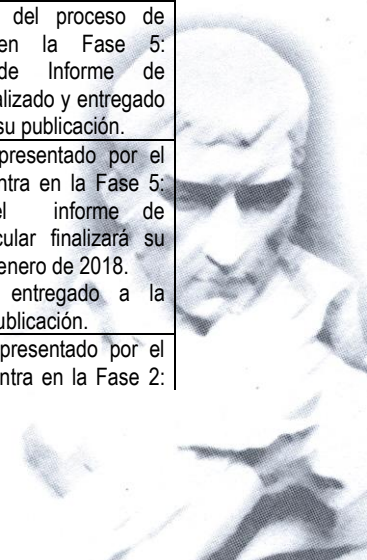 del proceso de
en la Fase 5:
de Informe de
alizado y entregado
su publicación.
presentado por el
ntra en la Fase 5:
el informe de
cular finalizará su
enero de 2018.
entregado a la
ublicación.
presentado por el
ntra en la Fase 2: